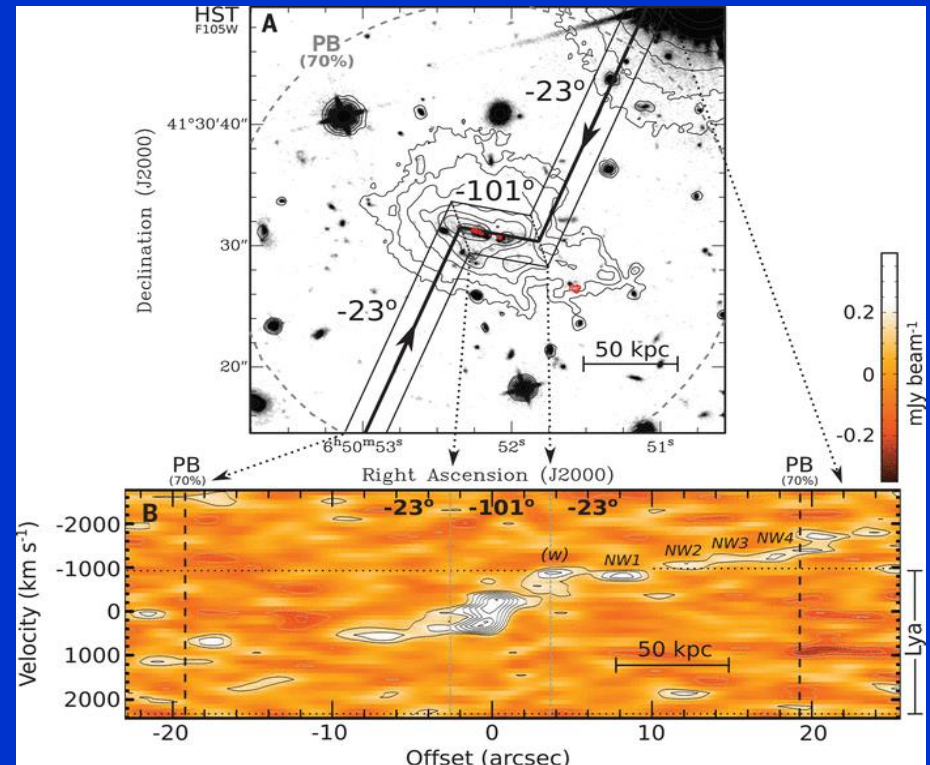 HST
F105W
A
PB
(70%)
-23°
41°30′40″
-101°
30″
-23°
50 kpc
20″
6ʰ50ᵐ53ˢ 52ˢ 51ˢ
Declination (J2000)
Right Ascension (J2000)
0.2
0
-0.2
mJy beam⁻¹
PB
(70%)
PB
(70%)
B
-23° -101° -23°
-2000
-1000
0
1000
2000
Velocity (km s⁻¹)
(w)
NW1
NW2
NW3
NW4
50 kpc
Lya
-20 -10 0 10 20
Offset (arcsec)